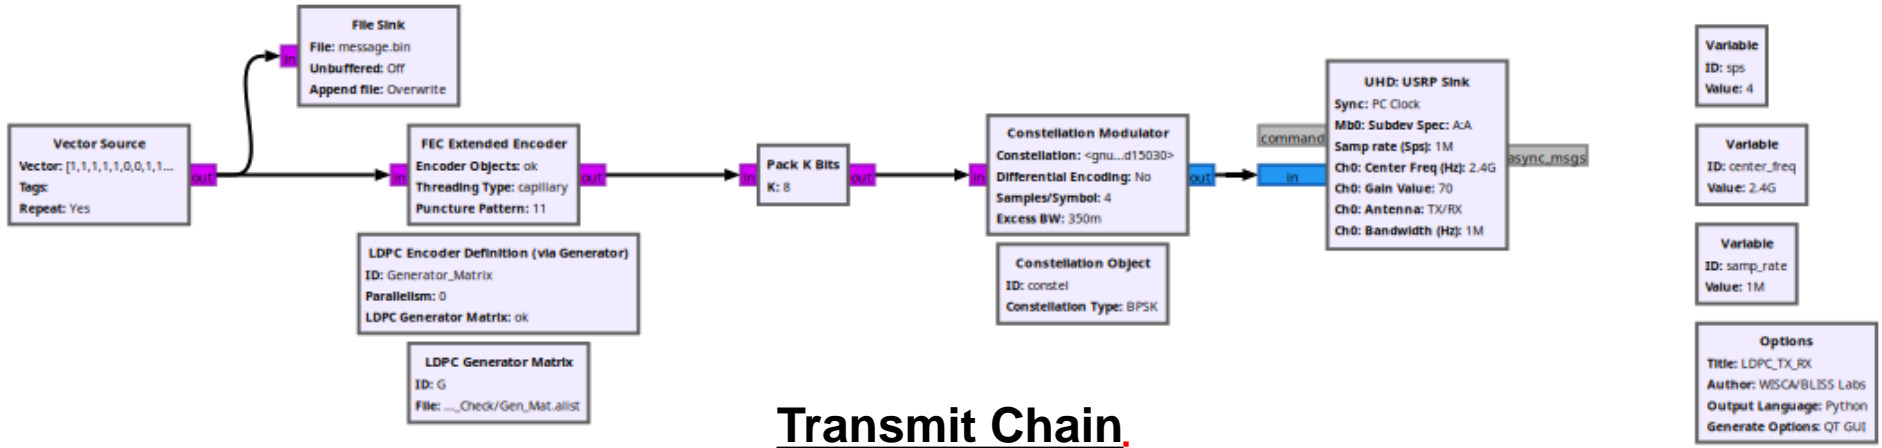 File Sink
File: message.bin
Unbuffered: Off
Append file: Overwrite
in
Vector Source
Vector: [1,1,1,1,1,0,0,1,1...
Tags:
Repeat: Yes
out
FEC Extended Encoder
Encoder Objects: ok
Threading Type: capillary
Puncture Pattern: 11
in
out
LDPC Encoder Definition (via Generator)
ID: Generator_Matrix
Parallelism: 0
LDPC Generator Matrix: ok
LDPC Generator Matrix
ID: G
File: ..._Check/Gen_Mat.alist
Pack K Bits
K: 8
in
out
Constellation Modulator
Constellation: <gnu...d15030>
Differential Encoding: No
Samples/Symbol: 4
Excess BW: 350m
in
out
Constellation Object
ID: constel
Constellation Type: BPSK
UHD: USRP Sink
Sync: PC Clock
Mb0: Subdev Spec: A:A
Samp rate (Sps): 1M
Ch0: Center Freq (Hz): 2.4G
Ch0: Gain Value: 70
Ch0: Antenna: TX/RX
Ch0: Bandwidth (Hz): 1M
command
in
async_msgs
Variable
ID: sps
Value: 4
Variable
ID: center_freq
Value: 2.4G
Variable
ID: samp_rate
Value: 1M
Options
Title: LDPC_TX_RX
Author: WISCA/BLISS Labs
Output Language: Python
Generate Options: QT GUI
Transmit Chain.